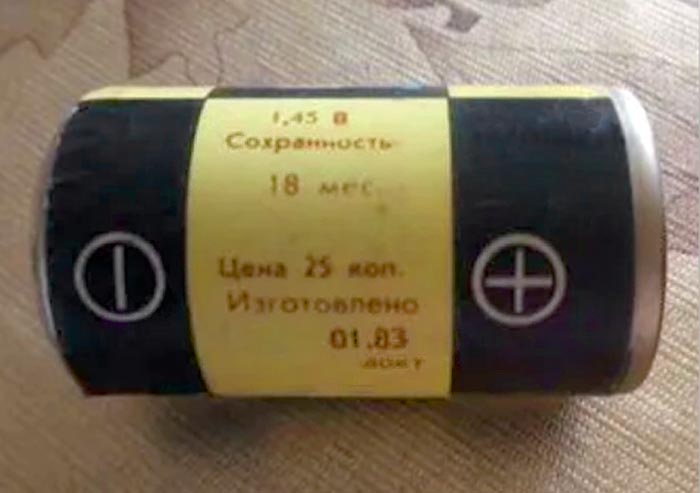 1,45 В
Сохранность
18 мес.
Цена 25 коп.
Изготовлено
01.83